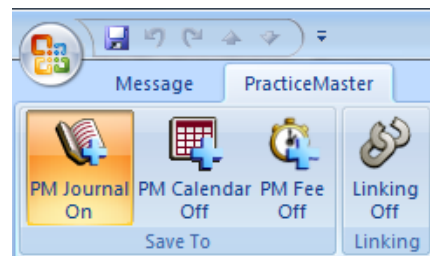 Message PracticeMaster
PM Journal PM Calendar PM Fee Linking
On Off Off Off
Save To Linking